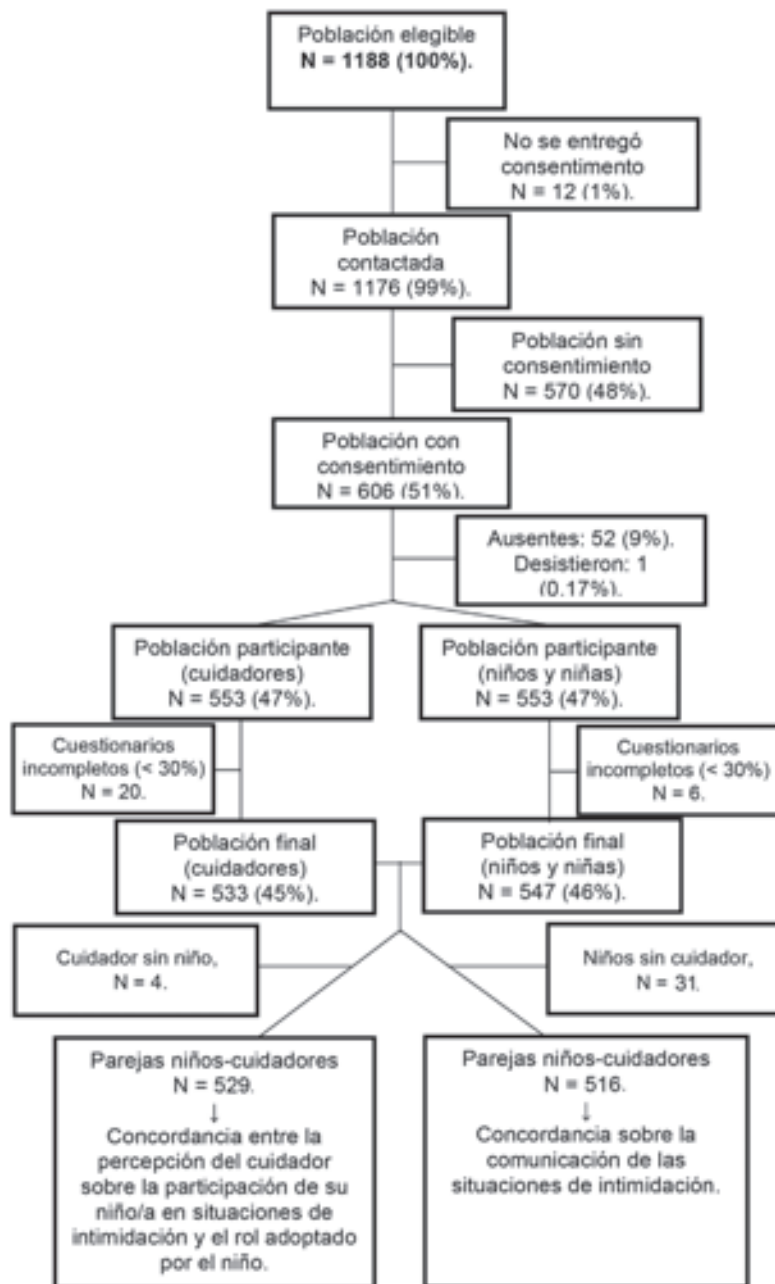 Población elegible
N = 1188 (100%).
No se entregó
consentimento
N = 12 (1%).
Población
contactada
N = 1176 (99%).
Población sin
consentimiento
N = 570 (48%).
Población con
consentimiento
N = 606 (51%).
Ausentes: 52 (9%).
Desistieron: 1
(0.17%).
Población participante
(cuidadores)
N = 553 (47%).
Población participante
(niños y niñas)
N = 553 (47%).
Cuestionarios
incompletos (< 30%)
N = 20.
Cuestionarios
incompletos (< 30%)
N = 6.
Población final
(cuidadores)
N = 533 (45%).
Población final
(niños y niñas)
N = 547 (46%).
Cuidador sin niño,
N = 4.
Niños sin cuidador,
N = 31.
Parejas niños-cuidadores
N = 529.
↓
Concordancia entre la
percepción del cuidador
sobre la participación de su
niño/a en situaciones de
intimidación y el rol adoptado
por el niño.
Parejas niños-cuidadores
N = 516.
↓
Concordancia sobre la
comunicación de las
situaciones de intimidación.